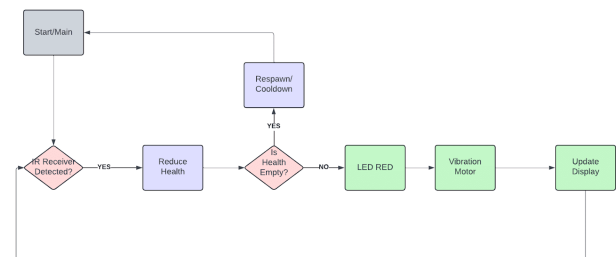 Start/Main
Respawn/
Cooldown
YES
IR Receiver
Detected?
YES
Reduce
Health
Is
Health
Empty?
NO
LED RED
Vibration
Motor
Update
Display